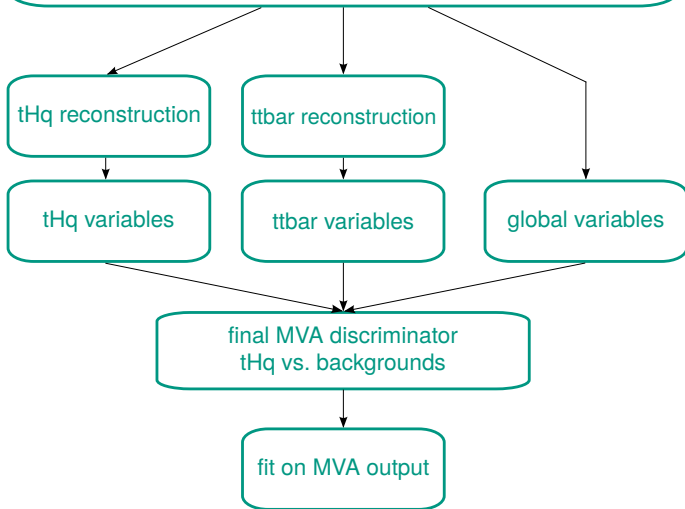 tHq reconstruction
ttbar reconstruction
tHq variables
ttbar variables
global variables
final MVA discriminator
tHq vs. backgrounds
fit on MVA output